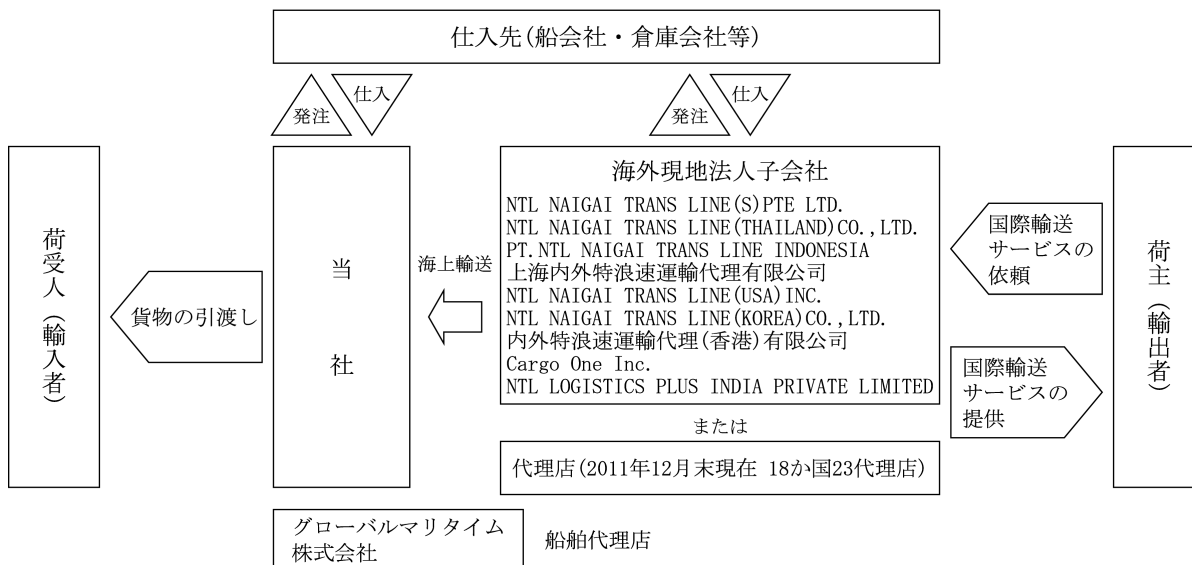 仕入先(船会社・倉庫会社等)
発注
仕入
発注
仕入
荷受人(輸入者)
貨物の引渡し
当社
海上輸送
海外現地法人子会社
NTL NAIGAI TRANS LINE(S)PTE LTD.
NTL NAIGAI TRANS LINE(THAILAND)CO.,LTD.
PT.NTL NAIGAI TRANS LINE INDONESIA
上海内外特浪速運輸代理有限公司
NTL NAIGAI TRANS LINE(USA)INC.
NTL NAIGAI TRANS LINE(KOREA)CO.,LTD.
内外特浪速運輸代理(香港)有限公司
Cargo One Inc.
NTL LOGISTICS PLUS INDIA PRIVATE LIMITED
または
代理店(2011年12月末現在 18か国23代理店)
国際輸送
サービスの
依頼
国際輸送
サービスの
提供
荷主(輸出者)
グローバルマリタイム
株式会社
船舶代理店